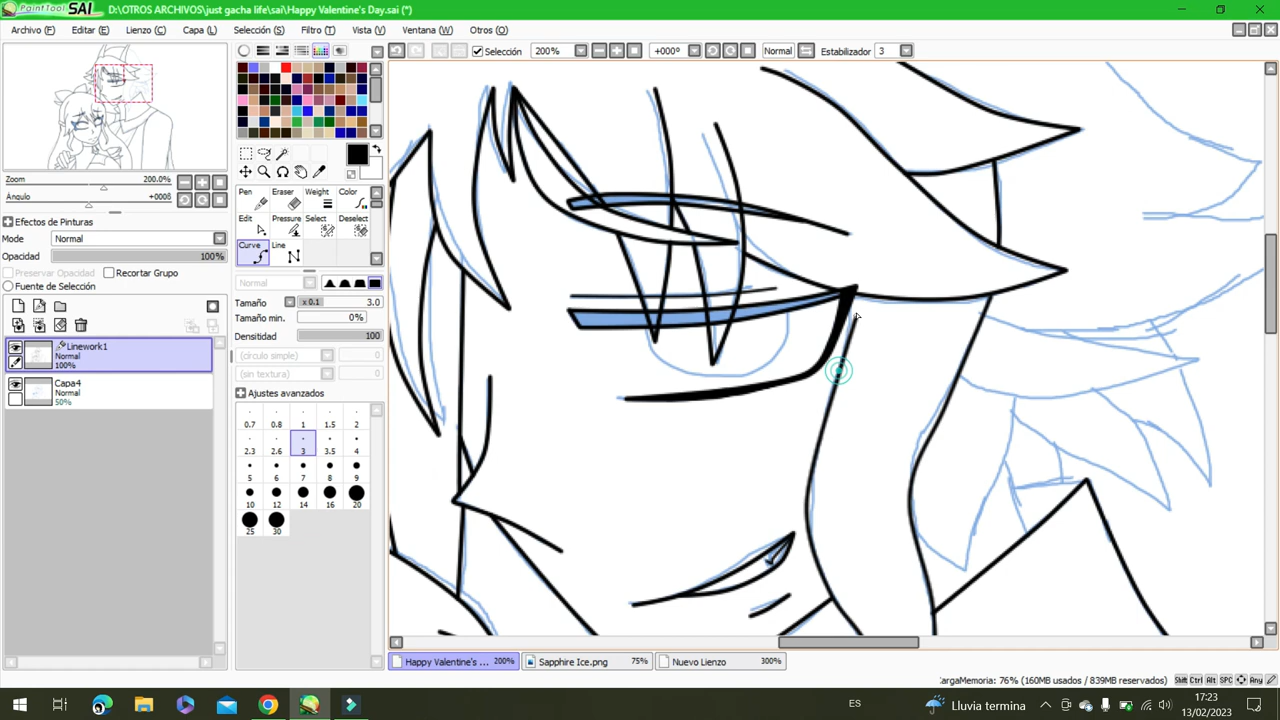 PaintTool SAI D:\OTROS ARCHIVOS\just gacha life\sai\Happy Valentine's Day.sai (*)
Archivo (F) Editar (E) Lienzo (C) Capa (L) Selección (S) Filtro (T) Vista (V) Ventana (W) Otros (O)
Selección 200% +000º Normal Estabilizador 3
Zoom 200.0%
Ángulo
Efectos de Pinturas
Mode Normal
Opacidad 100%
Preservar Opacidad Recortar Grupo
Fuente de Selección
Linework1
Normal
100%
Capa4
Normal
50%
Pen Eraser Weight Color
Edit Pressure Select Deselect
Curve Line
Normal
Tamaño x 0.1 3.0
Tamaño min. 0%
Densidad 100
(círculo simple)
(sin textura)
Ajustes avanzados
0.7 0.8 1 1.5 2
2.3 2.6 3 3.5 4
5 6 7 8 9
10 12 14 16 20
25 30
Happy Valentine's ... 200% Sapphire Ice.png 75% Nuevo Lienzo 300%
CargaMemoria: 76% (160MB usados / 839MB reservados) Shift Ctrl Alt SPC Any
ES
Lluvia termina
17:23
13/02/2023